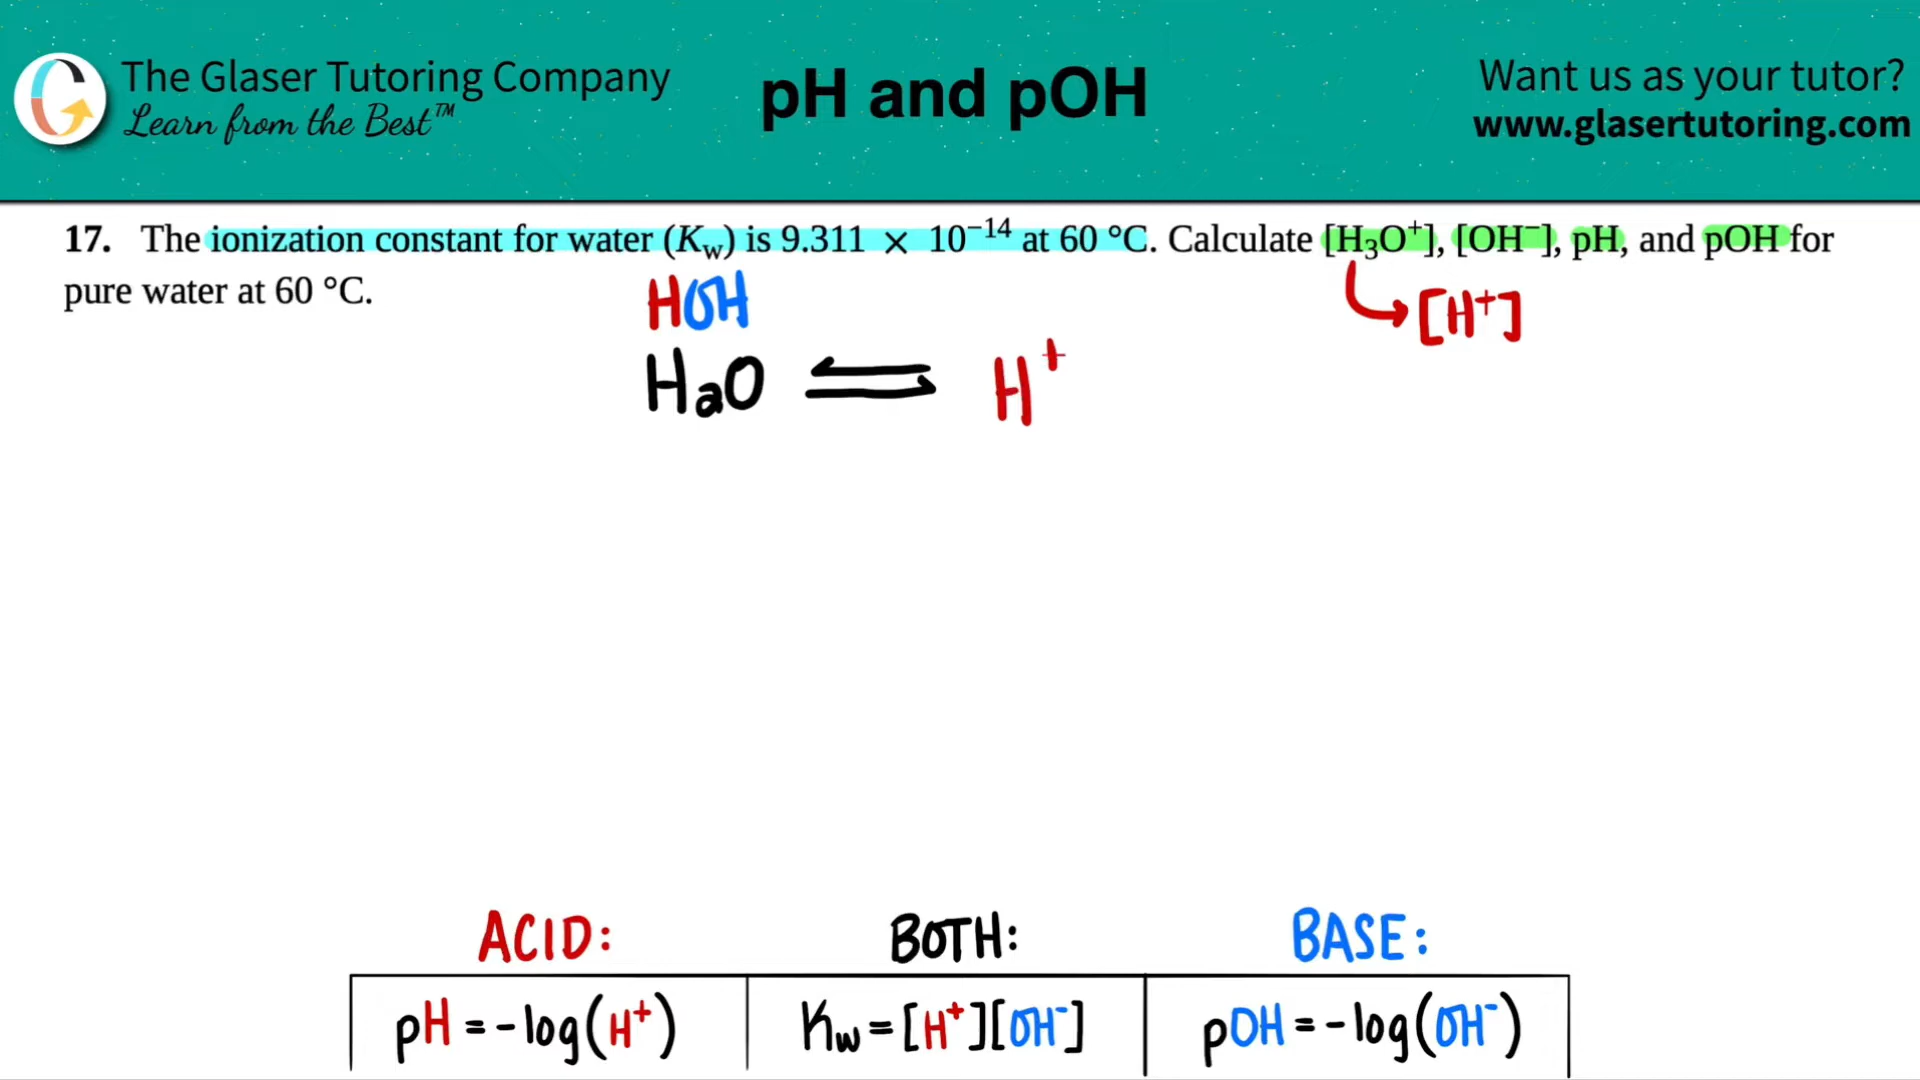 The Glaser Tutoring Company
Learn from the Best™
pH and pOH
Want us as your tutor?
www.glasertutoring.com
17. The ionization constant for water (K_w) is 9.311 × 10⁻¹⁴ at 60 °C. Calculate [H₃O⁺], [OH⁻], pH, and pOH for
pure water at 60 °C.
HOH
[H⁺]
H₂O ⇌ H⁺
ACID: BOTH: BASE:
pH = -log(H⁺) Kw = [H⁺][OH⁻] pOH = -log(OH⁻)